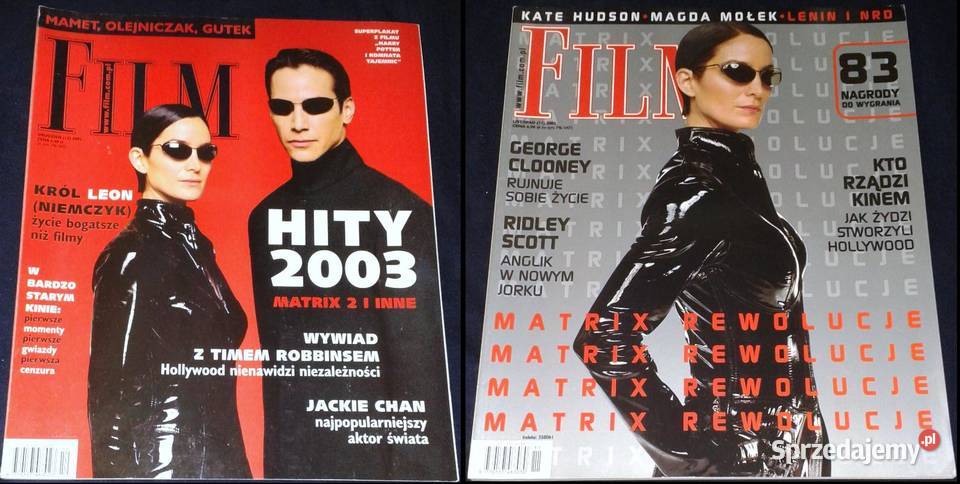 MAMET, OLEJNICZAK, GUTEK
FILM
www.film.com.pl
SUPERPLAKAT
Z FILMU
„HARRY
POTTER
I KOMNATA
TAJEMNIC"
KRÓL LEON
(NIEMCZYK)
życie bogatsze
niż filmy
W
BARDZO
STARYM
KINIE:
pierwsze
momenty
pierwsze
gwiazdy
pierwsza
cenzura
HITY
2003
MATRIX 2 I INNE
WYWIAD
Z TIMEM ROBBINSEM
Hollywood nienawidzi niezależności
JACKIE CHAN
najpopularniejszy
aktor świata
KATE HUDSON • MAGDA MOŁEK • LENIN I NRD
FILM
www.film.com.pl
83
NAGRODY
DO WYGRANIA
GEORGE
CLOONEY
RUJNUJE
SOBIE ŻYCIE
RIDLEY
SCOTT
ANGLIK
W NOWYM
JORKU
KTO
RZĄDZI
KINEM
JAK ŻYDZI
STWORZYLI
HOLLYWOOD
MATRIX REWOLUCJE
MATRIX REWOLUCJE
MATRIX REWOLUCJE
MATRIX REWOLUCJE
Sprzedajemy.pl